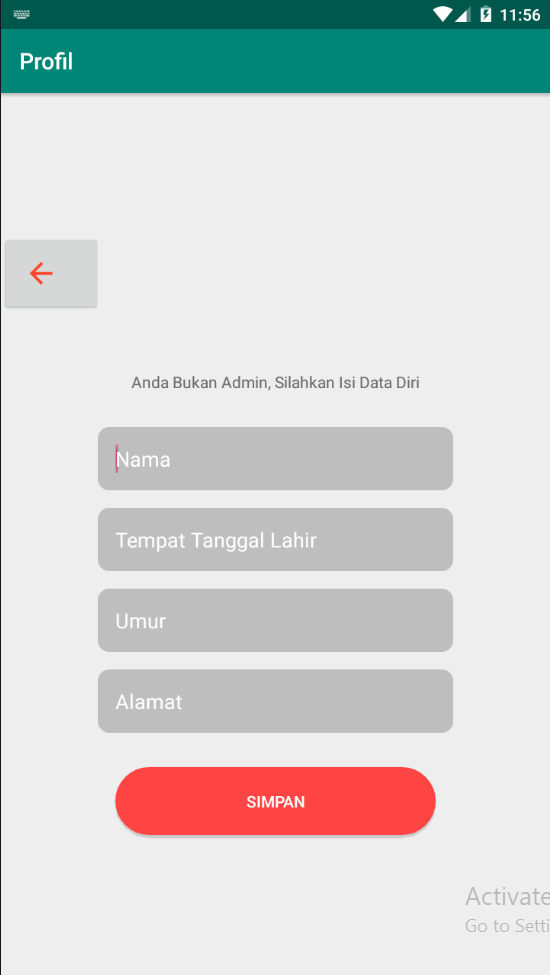 11:56
Profil
Anda Bukan Admin, Silahkan Isi Data Diri
Nama
Tempat Tanggal Lahir
Umur
Alamat
SIMPAN
Activate
Go to Setti